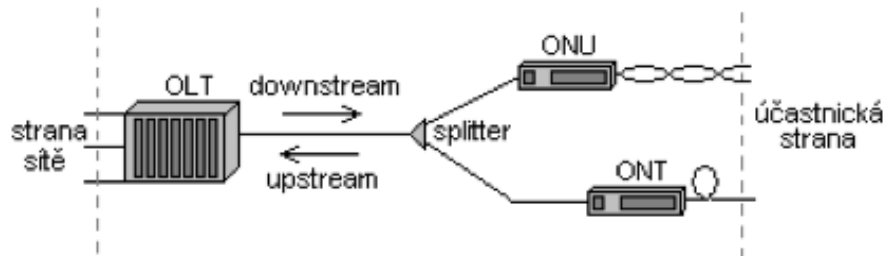 ONU
OLT
downstream
strana
sítě
splitter
účastnická
strana
upstream
ONT